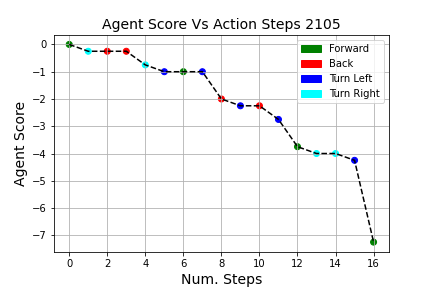 Agent Score Vs Action Steps 2105
Agent Score
0
−1
−2
−3
−4
−5
−6
−7
Forward
Back
Turn Left
Turn Right
0 2 4 6 8 10 12 14 16
Num. Steps